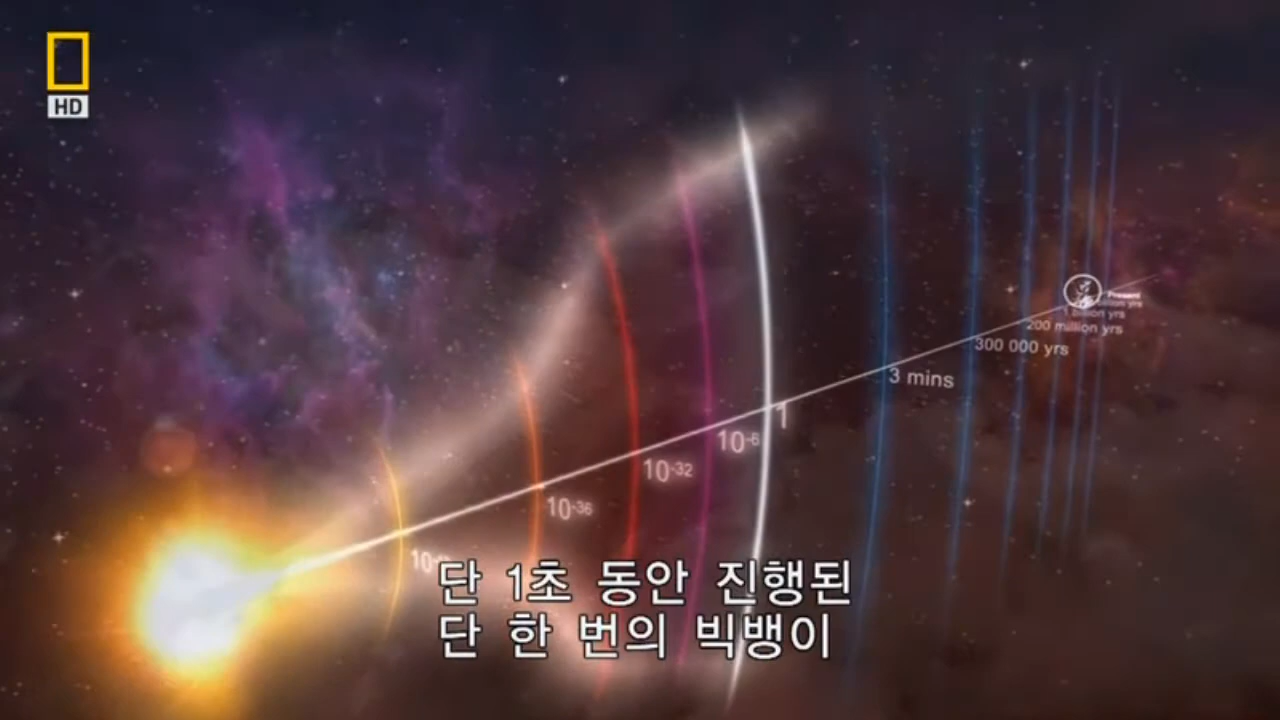 HD
Present
1 billion yrs
200 million yrs
300 000 yrs
3 mins
1
10-6
10-32
10-36
단 1초 동안 진행된
단 한 번의 빅뱅이